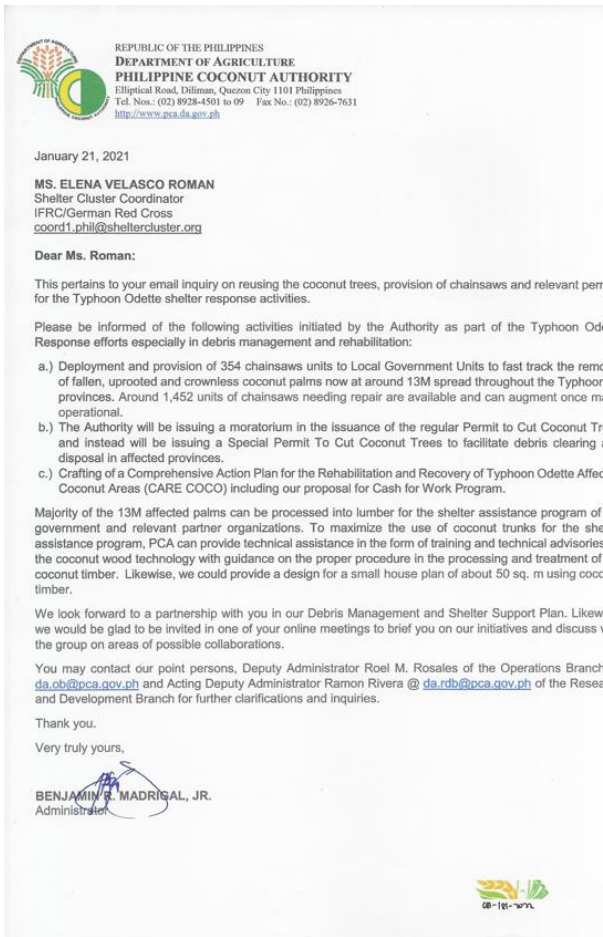 REPUBLIC OF THE PHILIPPINES
DEPARTMENT OF AGRICULTURE
PHILIPPINE COCONUT AUTHORITY
Elliptical Road, Diliman, Quezon City 1101 Philippines
Tel. Nos.: (02) 8928-4501 to 09 Fax No.: (02) 8926-7631
http://www.pca.da.gov.ph
January 21, 2021
MS. ELENA VELASCO ROMAN
Shelter Cluster Coordinator
IFRC/German Red Cross
coord1.phil@sheltercluster.org
Dear Ms. Roman:
This pertains to your email inquiry on reusing the coconut trees, provision of chainsaws and relevant perm
for the Typhoon Odette shelter response activities.
Please be informed of the following activities initiated by the Authority as part of the Typhoon Ode
Response efforts especially in debris management and rehabilitation:
a.) Deployment and provision of 354 chainsaws units to Local Government Units to fast track the remo
of fallen, uprooted and crownless coconut palms now at around 13M spread throughout the Typhoon
provinces. Around 1,452 units of chainsaws needing repair are available and can augment once ma
operational.
b.) The Authority will be issuing a moratorium in the issuance of the regular Permit to Cut Coconut Tr
and instead will be issuing a Special Permit To Cut Coconut Trees to facilitate debris clearing a
disposal in affected provinces.
c.) Crafting of a Comprehensive Action Plan for the Rehabilitation and Recovery of Typhoon Odette Affec
Coconut Areas (CARE COCO) including our proposal for Cash for Work Program.
Majority of the 13M affected palms can be processed into lumber for the shelter assistance program of
government and relevant partner organizations. To maximize the use of coconut trunks for the she
assistance program, PCA can provide technical assistance in the form of training and technical advisories
the coconut wood technology with guidance on the proper procedure in the processing and treatment of
coconut timber. Likewise, we could provide a design for a small house plan of about 50 sq. m using coco
timber.
We look forward to a partnership with you in our Debris Management and Shelter Support Plan. Likew
we would be glad to be invited in one of your online meetings to brief you on our initiatives and discuss w
the group on areas of possible collaborations.
You may contact our point persons, Deputy Administrator Roel M. Rosales of the Operations Branch
da.ob@pca.gov.ph and Acting Deputy Administrator Ramon Rivera @ da.rdb@pca.gov.ph of the Resea
and Development Branch for further clarifications and inquiries.
Thank you.
Very truly yours,
BENJAMIN R. MADRIGAL, JR.
Administrator